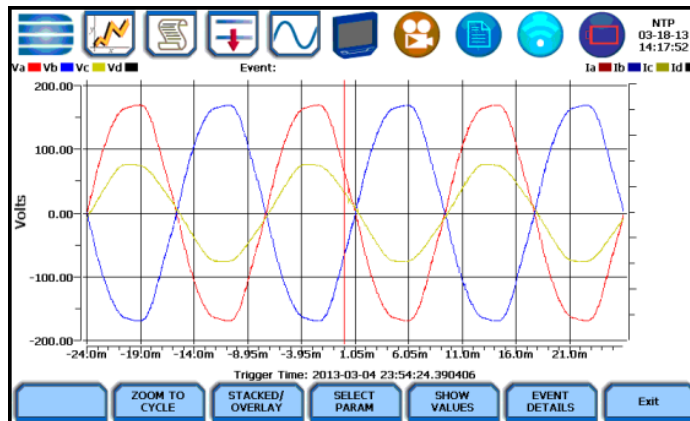 NTP
03-18-13
14:17:52
Va Vb Vc Vd Event: Ia Ib Ic Id
200.00
100.00
0.00
-100.00
-200.00
Volts
-24.0m -19.0m -14.0m -8.95m -3.95m 1.05m 6.05m 11.0m 16.0m 21.0m
Trigger Time: 2013-03-04 23:54:24.390406
ZOOM TO CYCLE
STACKED/ OVERLAY
SELECT PARAM
SHOW VALUES
EVENT DETAILS
Exit